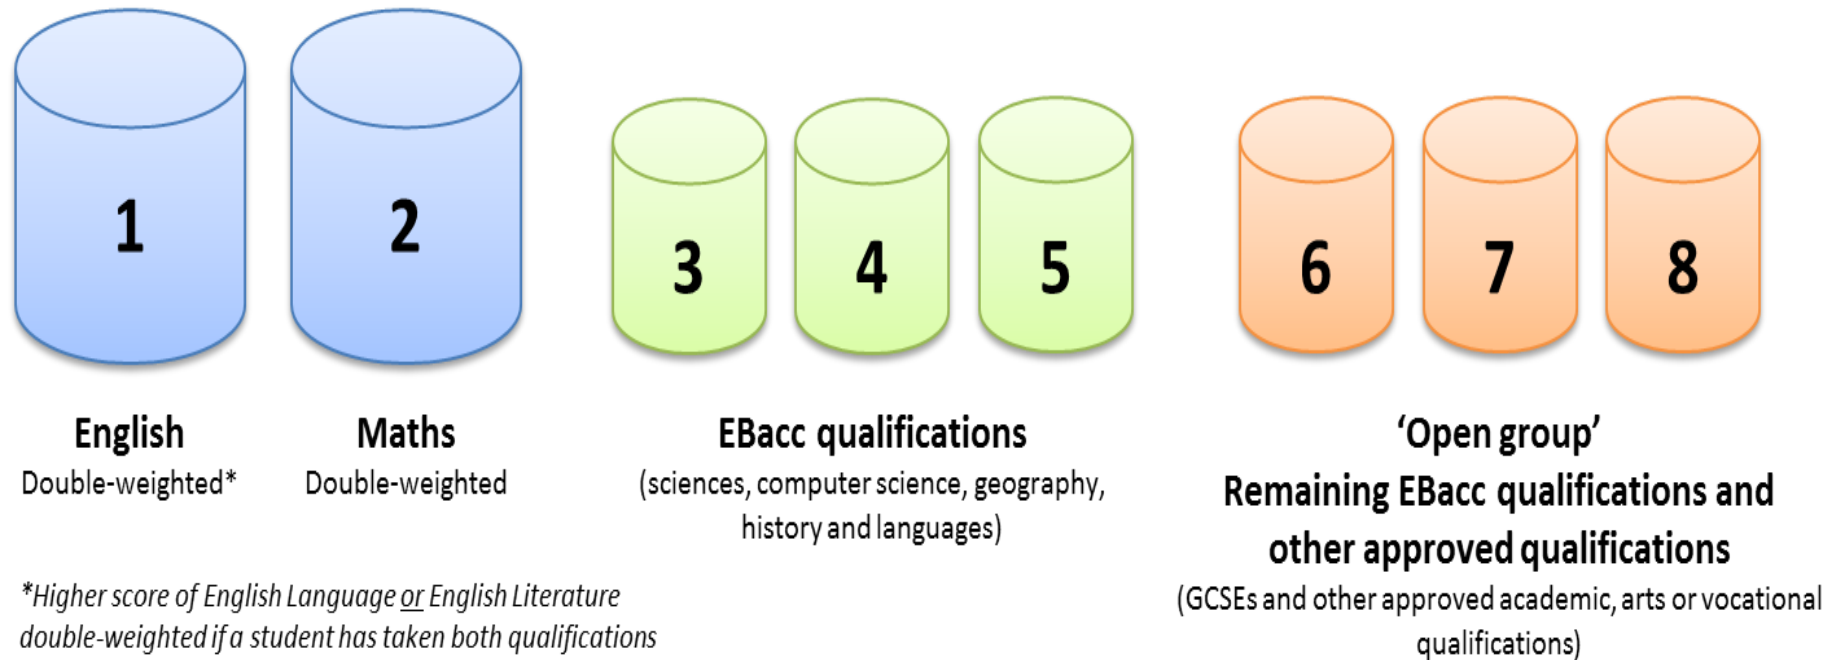 1
2
3
4
5
6
7
8
English
Double-weighted*
Maths
Double-weighted
EBacc qualifications
(sciences, computer science, geography,
history and languages)
‘Open group’
Remaining EBacc qualifications and
other approved qualifications
(GCSEs and other approved academic, arts or vocational
qualifications)
*Higher score of English Language or English Literature
double-weighted if a student has taken both qualifications